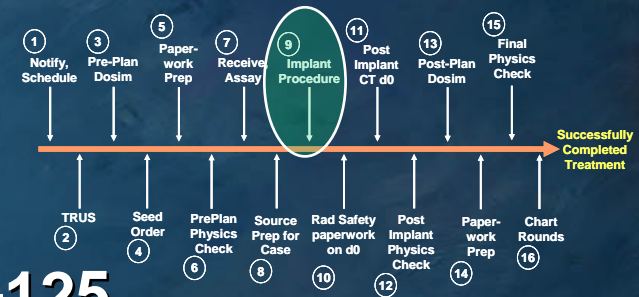 1
Notify,
Schedule
3
Pre-Plan
Dosim
5
Paper-
work
Prep
7
Receive,
Assay
9
Implant
Procedure
11
Post
Implant
CT d0
13
Post-Plan
Dosim
15
Final
Physics
Check
Successfully
Completed
Treatment
TRUS
2
Seed
Order
4
PrePlan
Physics
Check
6
Source
Prep for
Case
8
Rad Safety
paperwork
on d0
10
Post
Implant
Physics
Check
12
Paper-
work
Prep
14
Chart
Rounds
16
-125